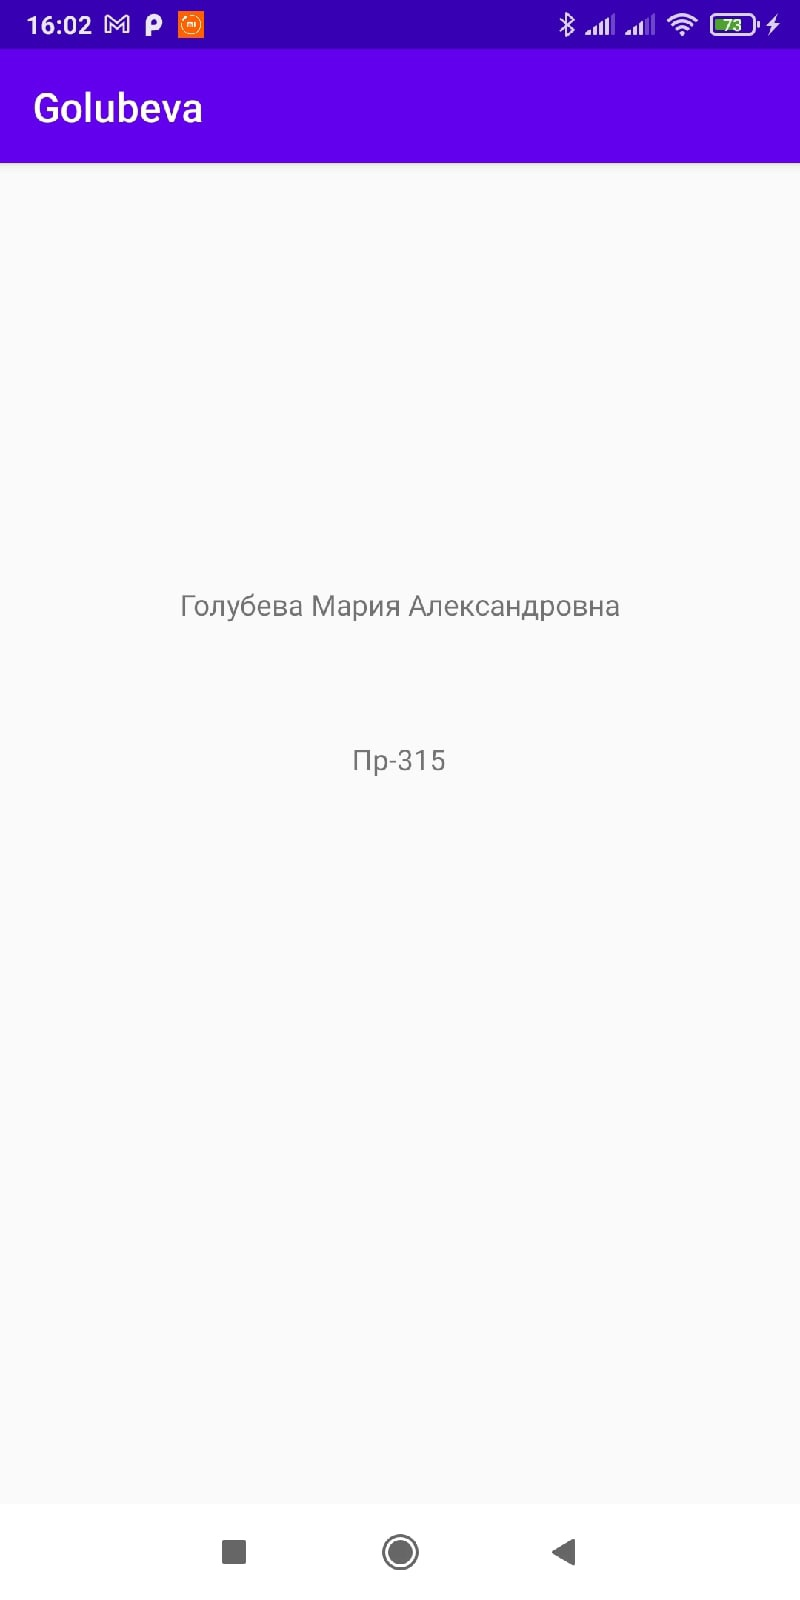 16:02
73
Golubeva
Голубева Мария Александровна
Пр-315